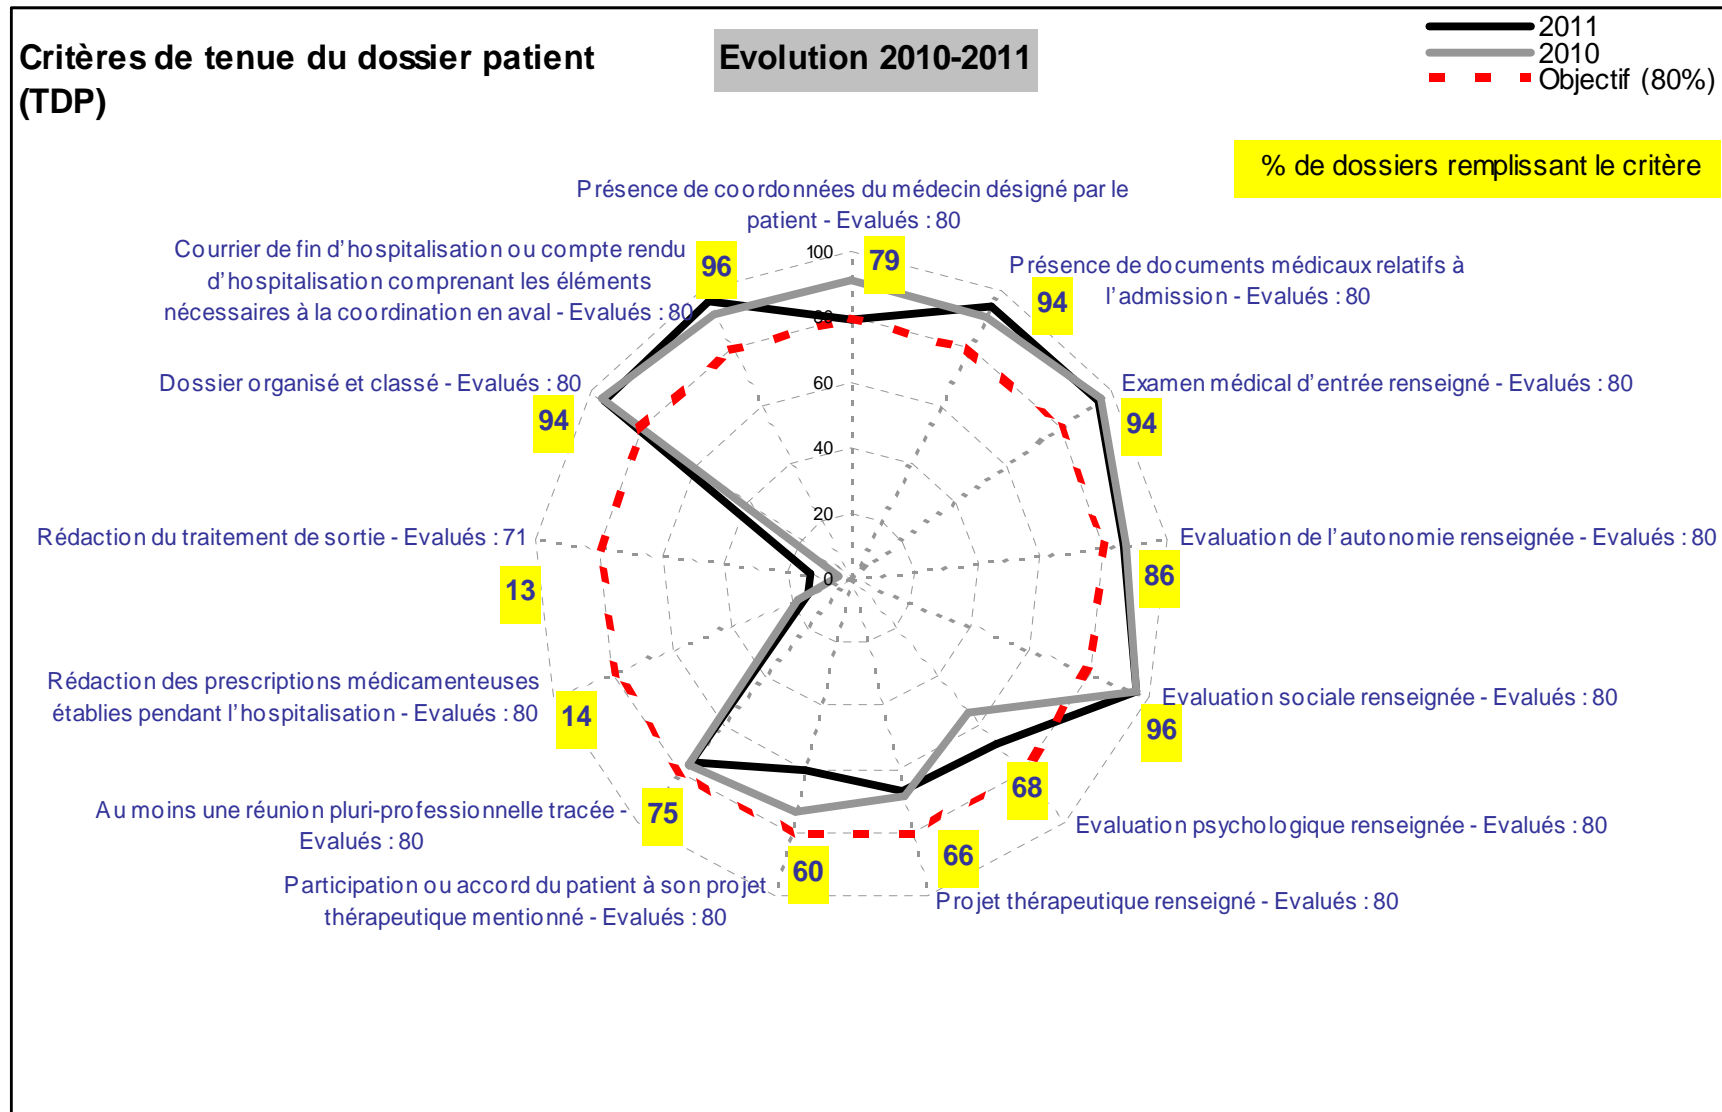 Critères de tenue du dossier patient
(TDP)
Evolution 2010-2011
2011
2010
Objectif (80%)
% de dossiers remplissant le critère
Présence de coordonnées du médecin désigné par le
patient - Evalués : 80
79
Présence de documents médicaux relatifs à
l'admission - Evalués : 80
94
Examen médical d'entrée renseigné - Evalués : 80
94
Evaluation de l'autonomie renseignée - Evalués : 80
86
Evaluation sociale renseignée - Evalués : 80
96
Evaluation psychologique renseignée - Evalués : 80
68
Projet thérapeutique renseigné - Evalués : 80
66
Participation ou accord du patient à son projet
thérapeutique mentionné - Evalués : 80
60
Au moins une réunion pluri-professionnelle tracée -
Evalués : 80
75
Rédaction des prescriptions médicamenteuses
établies pendant l'hospitalisation - Evalués : 80
14
Rédaction du traitement de sortie - Evalués : 71
13
Dossier organisé et classé - Evalués : 80
94
Courrier de fin d'hospitalisation ou compte rendu
d'hospitalisation comprenant les éléments
nécessaires à la coordination en aval - Evalués : 80
96
100
80
60
40
20
0